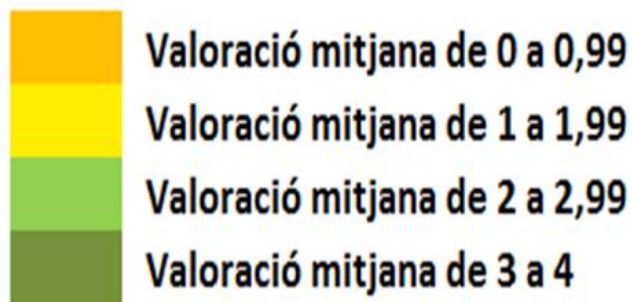 Valoració mitjana de 0 a 0,99
Valoració mitjana de 1 a 1,99
Valoració mitjana de 2 a 2,99
Valoració mitjana de 3 a 4